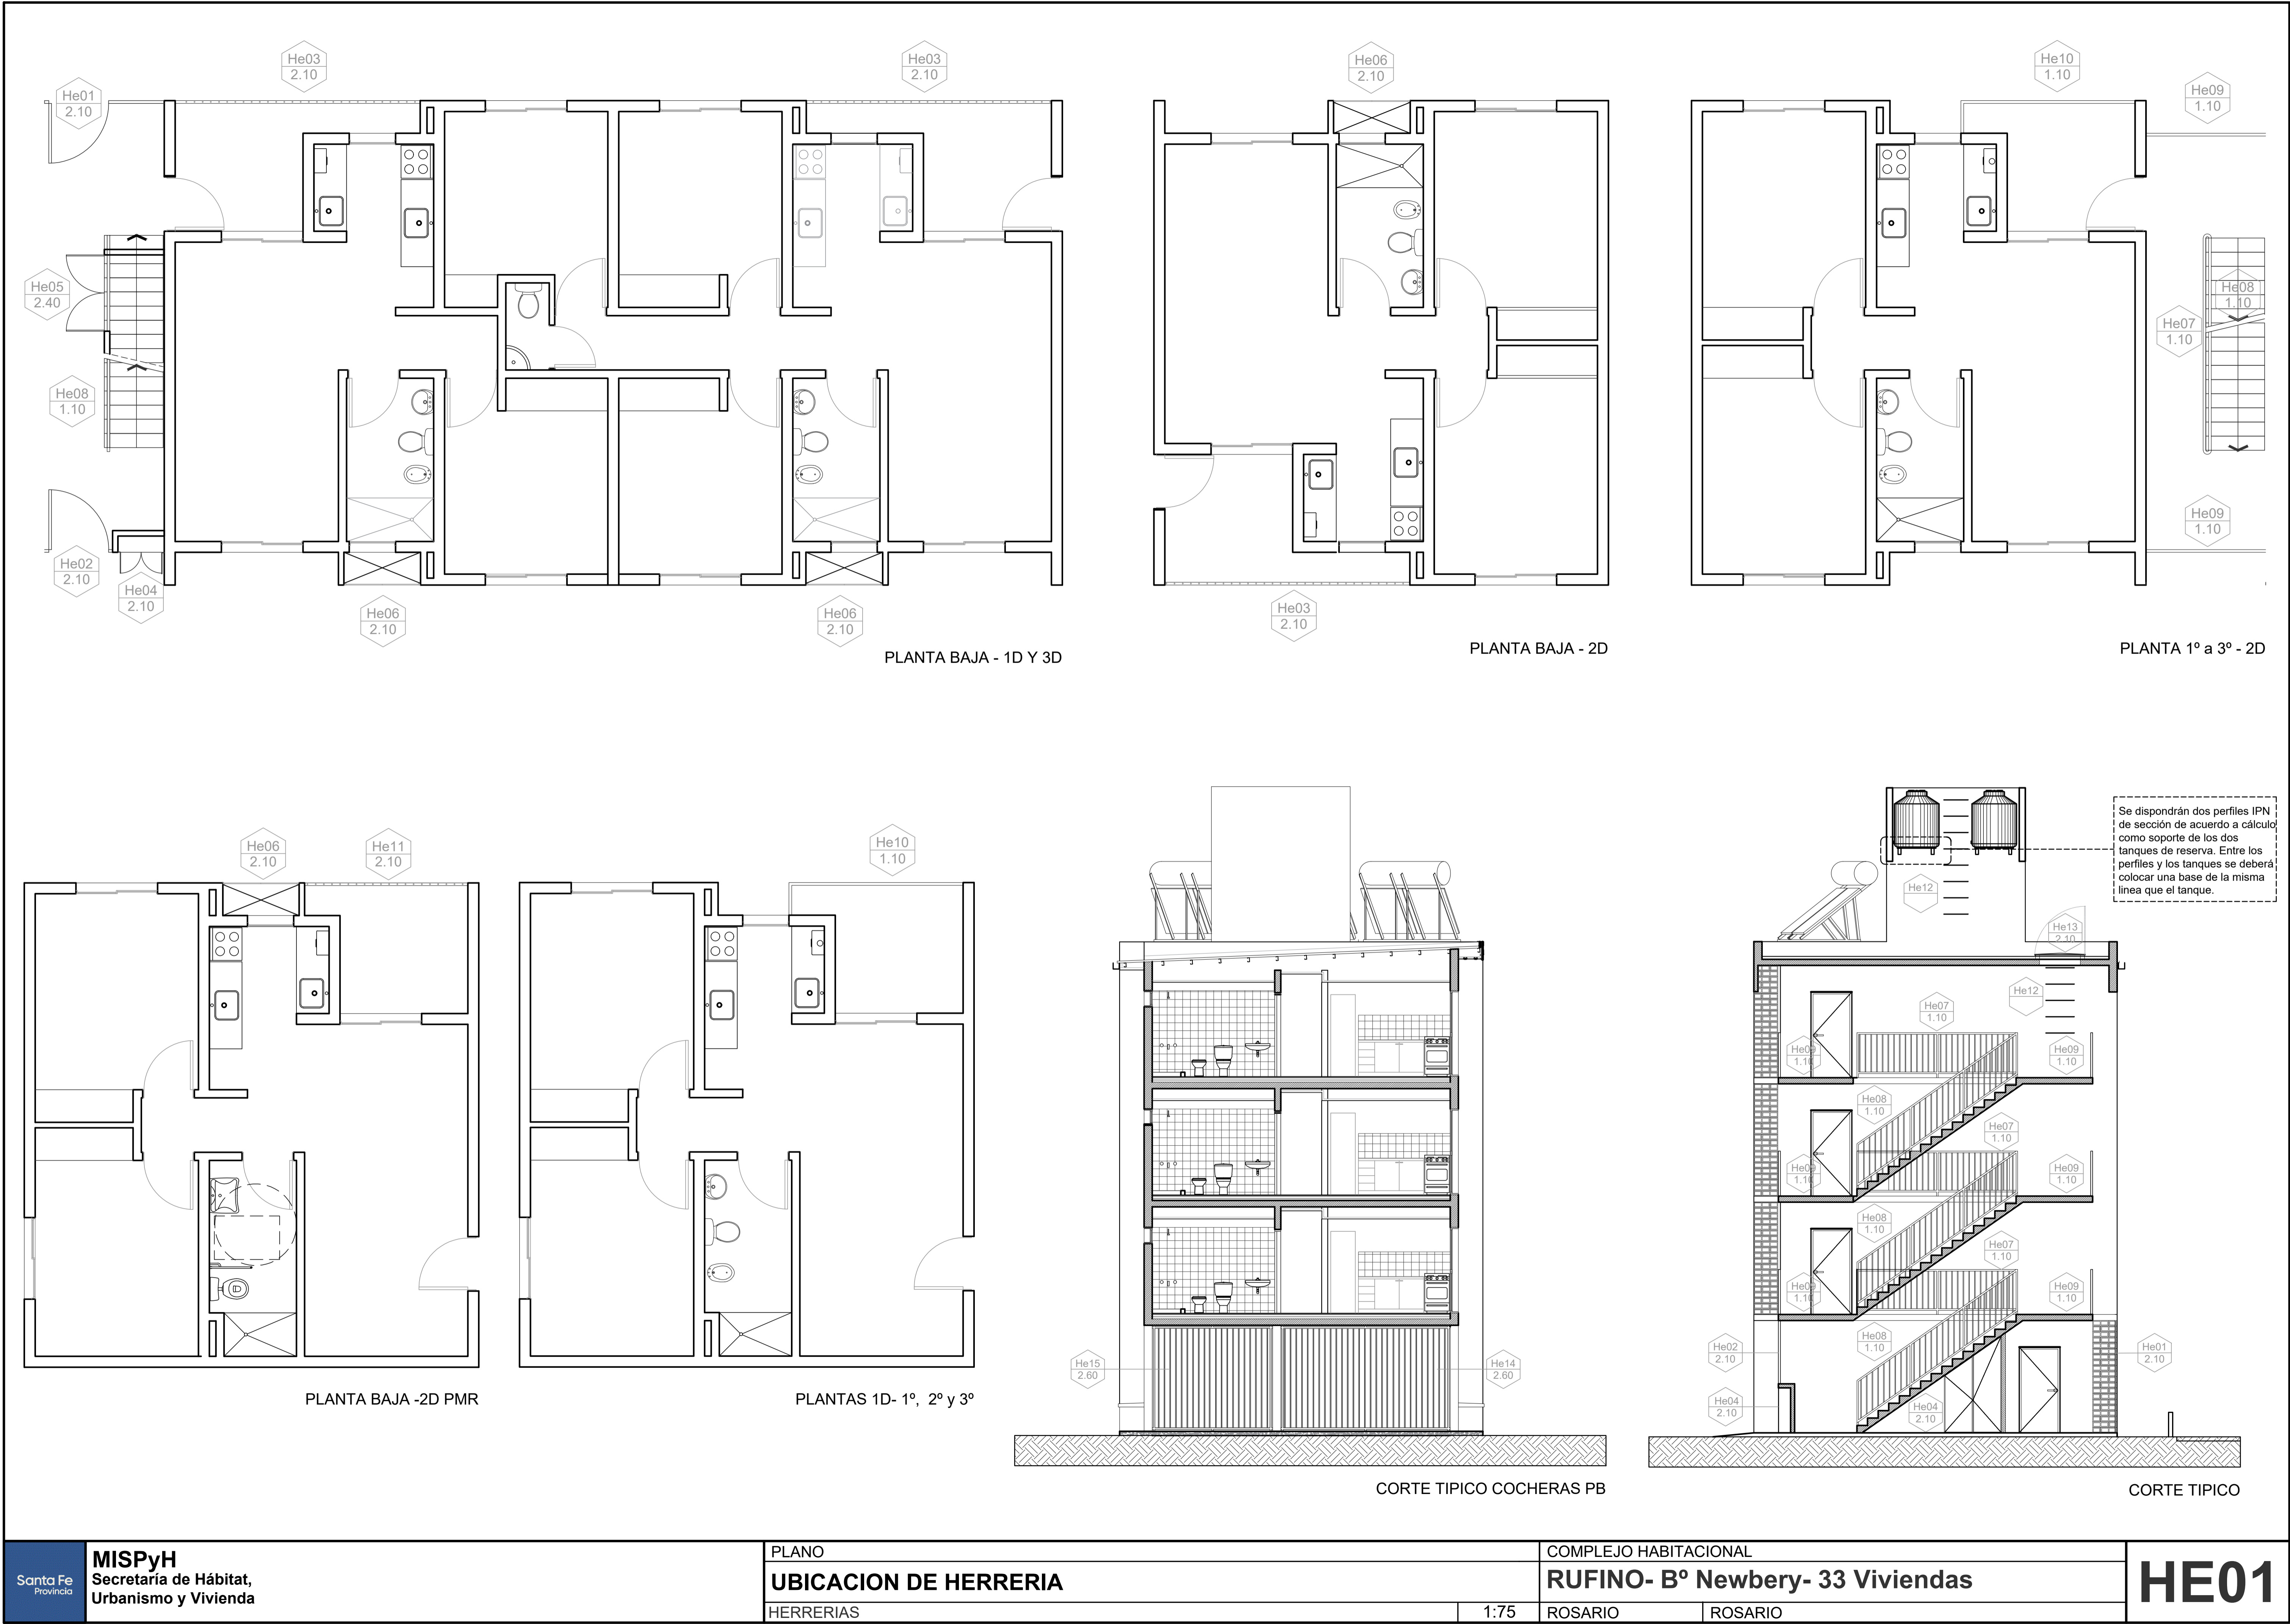 He03
2.10
He03
2.10
He01
2.10
He05
2.40
He08
1.10
He02
2.10
He04
2.10
He06
2.10
He06
2.10
PLANTA BAJA - 1D Y 3D
He06
2.10
He03
2.10
PLANTA BAJA - 2D
He10
1.10
He09
1.10
He08
1.10
He07
1.10
He09
1.10
PLANTA 1º a 3º - 2D
He06
2.10
He11
2.10
PLANTA BAJA -2D PMR
He10
1.10
PLANTAS 1D- 1º, 2º y 3º
He15
2.60
He14
2.60
CORTE TIPICO COCHERAS PB
Se dispondrán dos perfiles IPN
de sección de acuerdo a cálculo
como soporte de los dos
tanques de reserva. Entre los
perfiles y los tanques se deberá
colocar una base de la misma
linea que el tanque.
He12
He13
2.10
He12
He07
1.10
He09
1.10
He09
1.10
He08
1.10
He07
1.10
He09
1.10
He09
1.10
He08
1.10
He07
1.10
He09
1.10
He09
1.10
He02
2.10
He08
1.10
He01
2.10
He04
2.10
He04
2.10
CORTE TIPICO
Santa Fe
Provincia
MISPyH
Secretaría de Hábitat,
Urbanismo y Vivienda
PLANO
UBICACION DE HERRERIA
HERRERIAS
1:75
COMPLEJO HABITACIONAL
RUFINO- Bº Newbery- 33 Viviendas
ROSARIO
ROSARIO
HE01